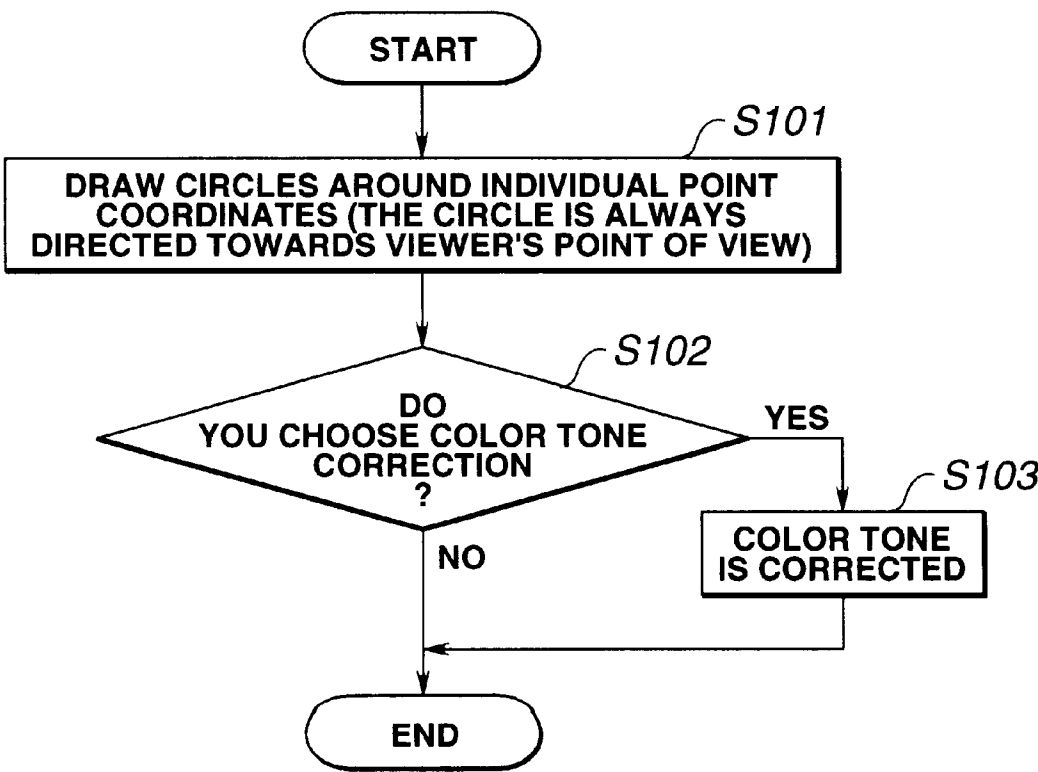 START
S101
DRAW CIRCLES AROUND INDIVIDUAL POINT
COORDINATES (THE CIRCLE IS ALWAYS
DIRECTED TOWARDS VIEWER'S POINT OF VIEW)
S102
DO
YOU CHOOSE COLOR TONE
CORRECTION
?
YES
S103
COLOR TONE
IS CORRECTED
NO
END